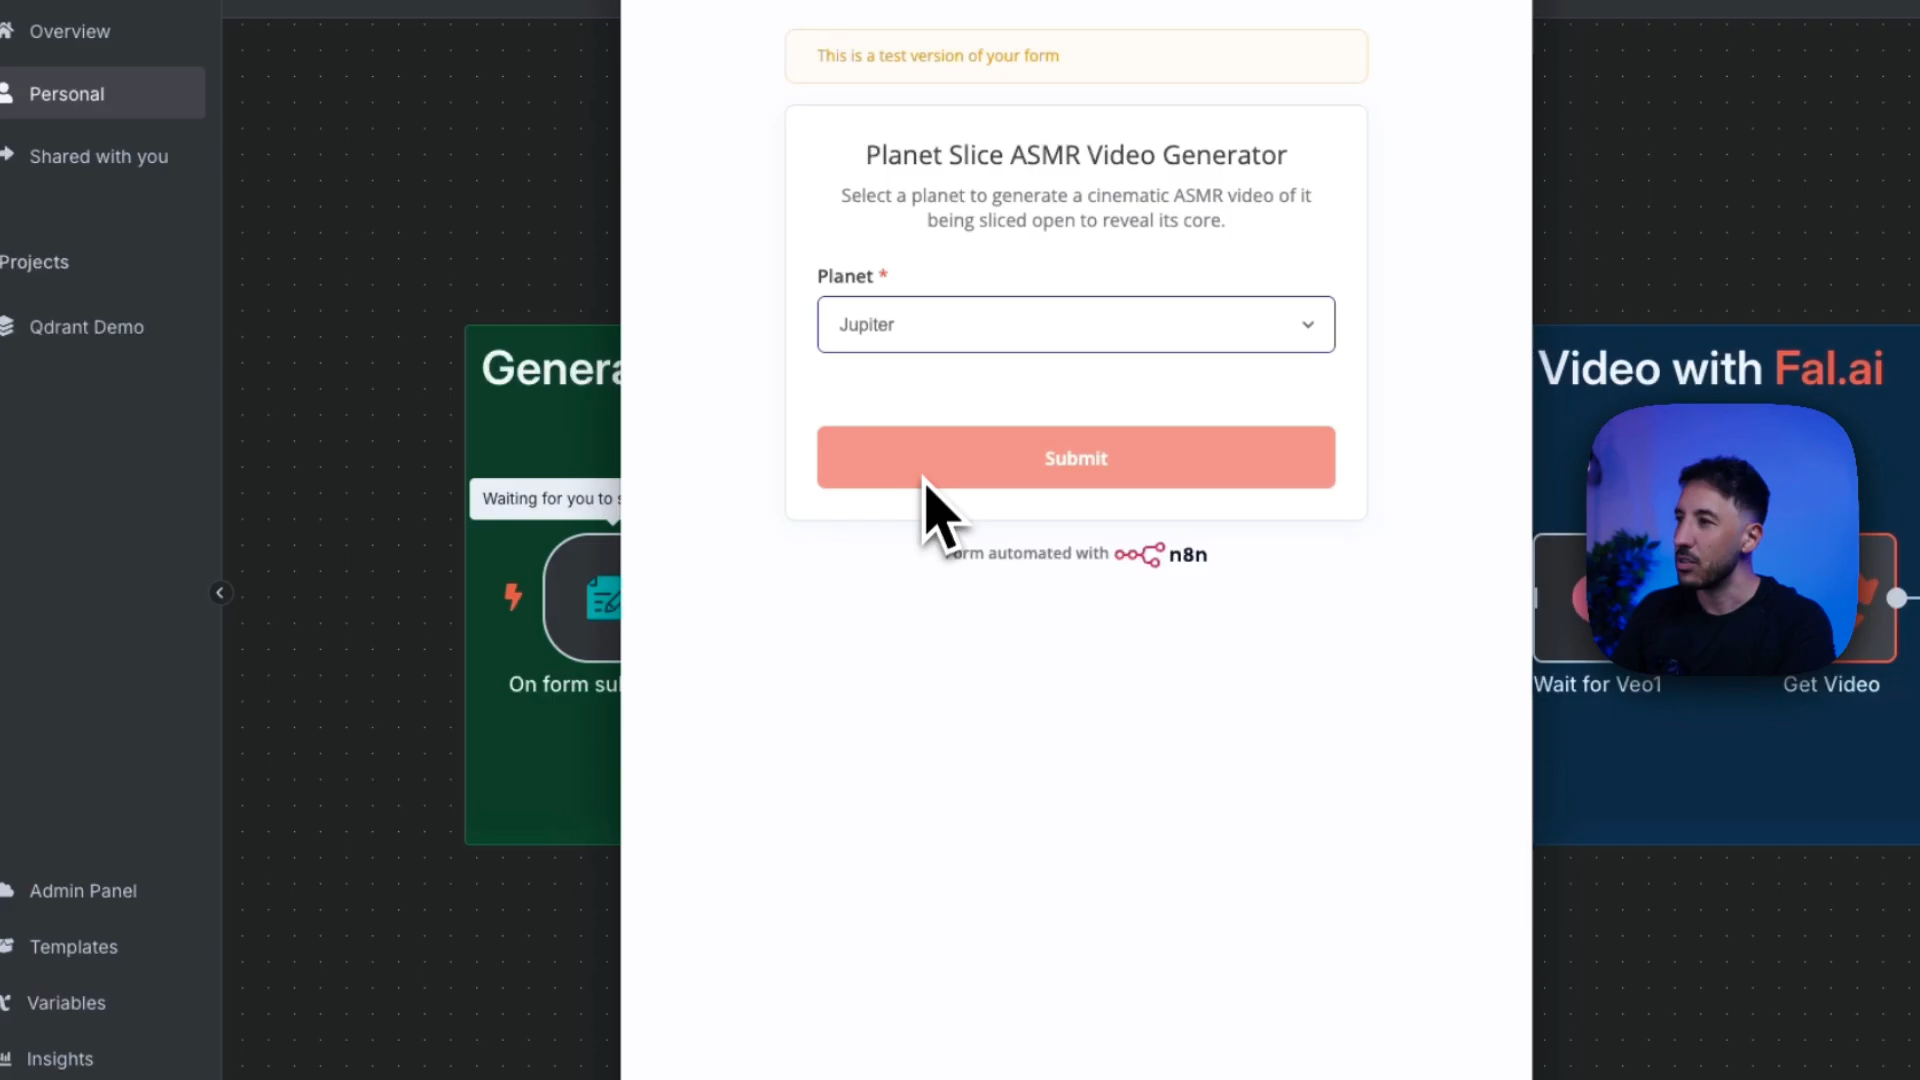 Overview
Personal
Shared with you
Projects
Qdrant Demo
Admin Panel
Templates
Variables
Insights
Waiting for you to
On form
This is a test version of your form
Planet Slice ASMR Video Generator
Select a planet to generate a cinematic ASMR video of it
being sliced open to reveal its core.
Planet *
Jupiter
Submit
automated with n8n
Video with Fal.ai
Wait for Veo1
Get Video